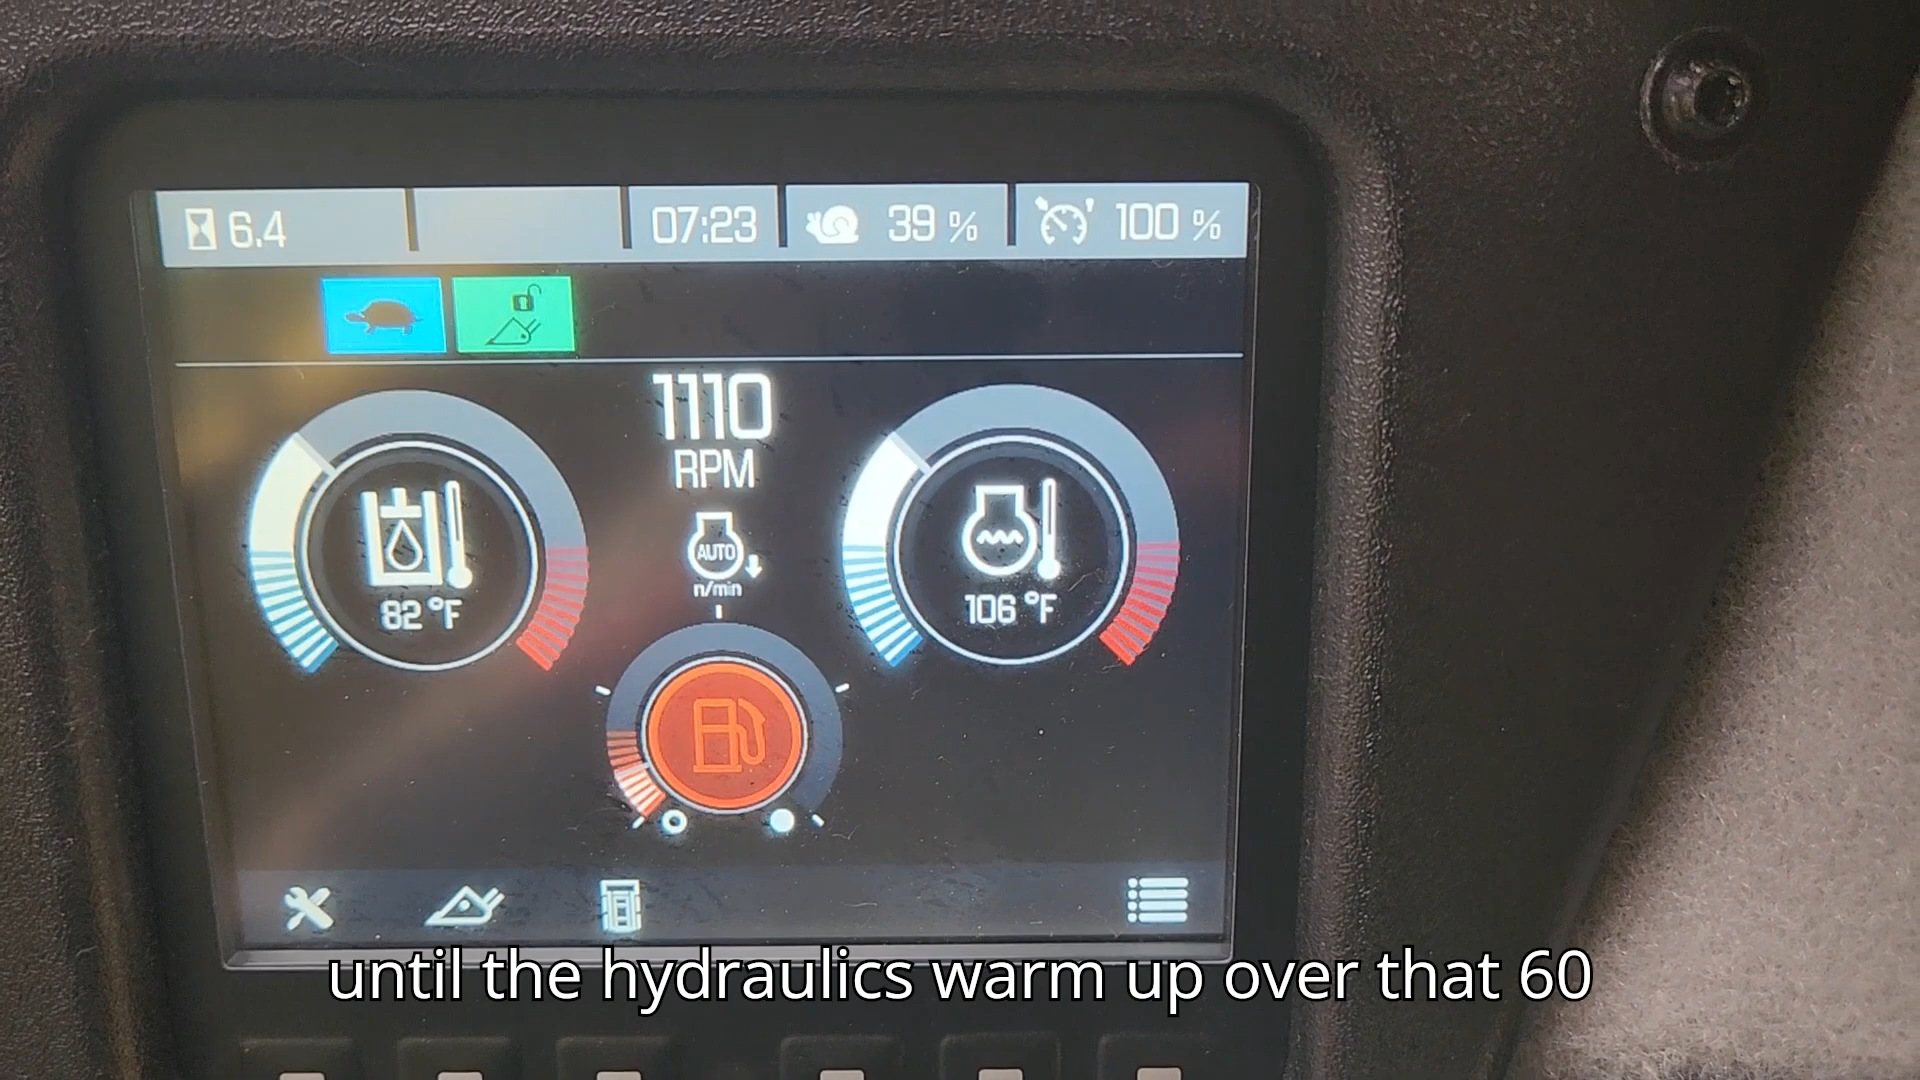 6.4
07:23
39 %
100 %
1110
RPM
AUTO
n/min
82 °F
106 °F
until the hydraulics warm up over that 60